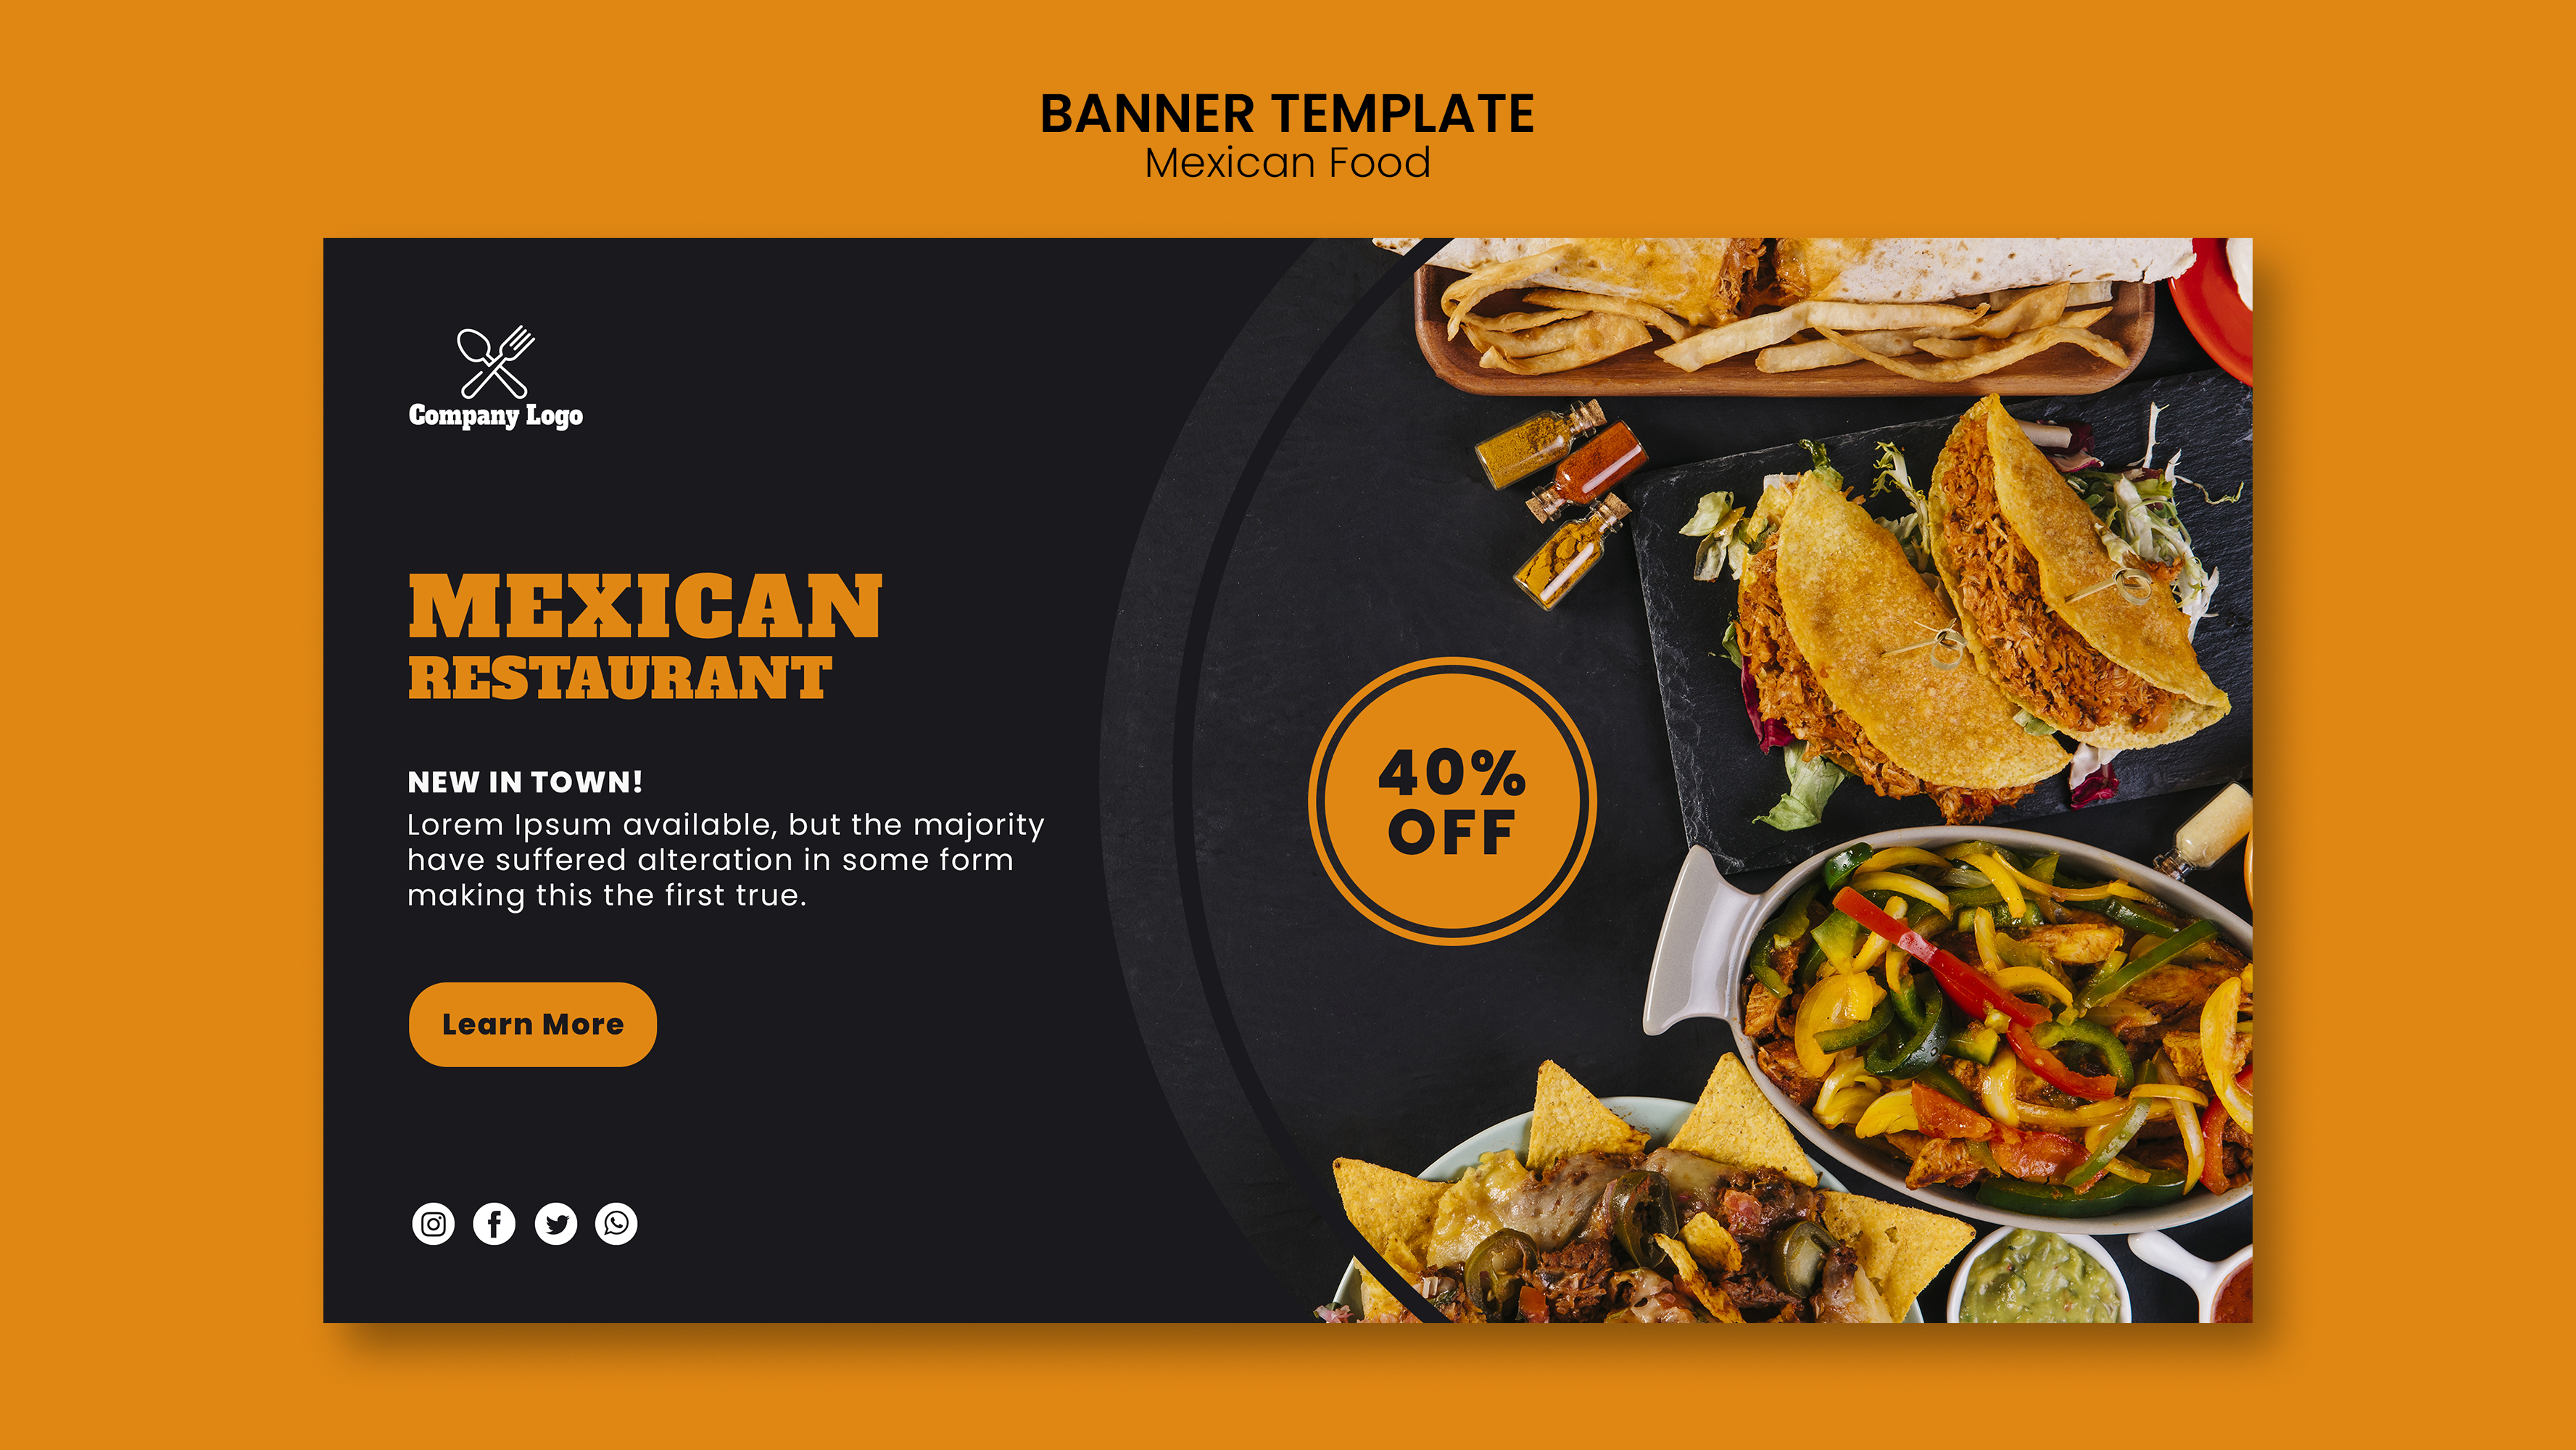 BANNER TEMPLATE
Mexican Food
Company Logo
MEXICAN
RESTAURANT
NEW IN TOWN!
Lorem Ipsum available, but the majority
have suffered alteration in some form
making this the first true.
Learn More
40%
OFF